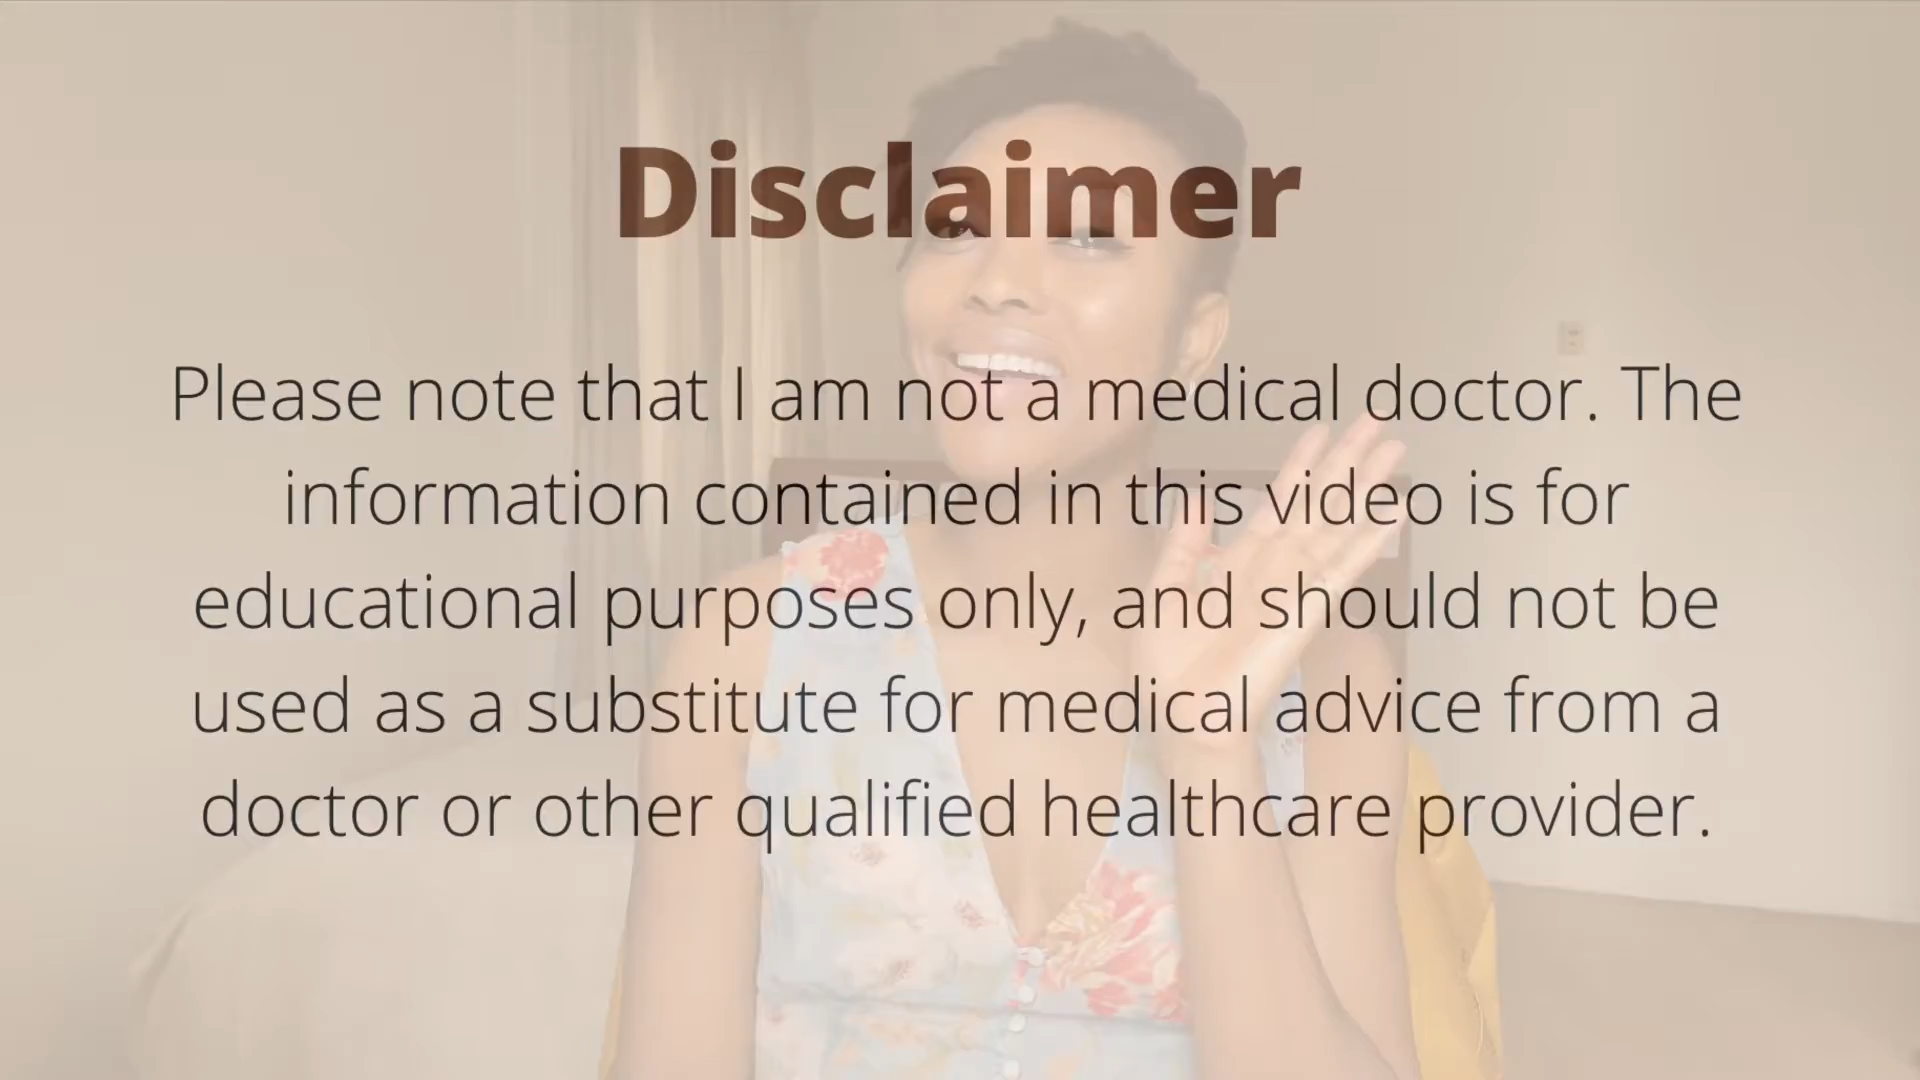 Disclaimer
Please note that I am not a medical doctor. The
information contained in this video is for
educational purposes only, and should not be
used as a substitute for medical advice from a
doctor or other qualified healthcare provider.